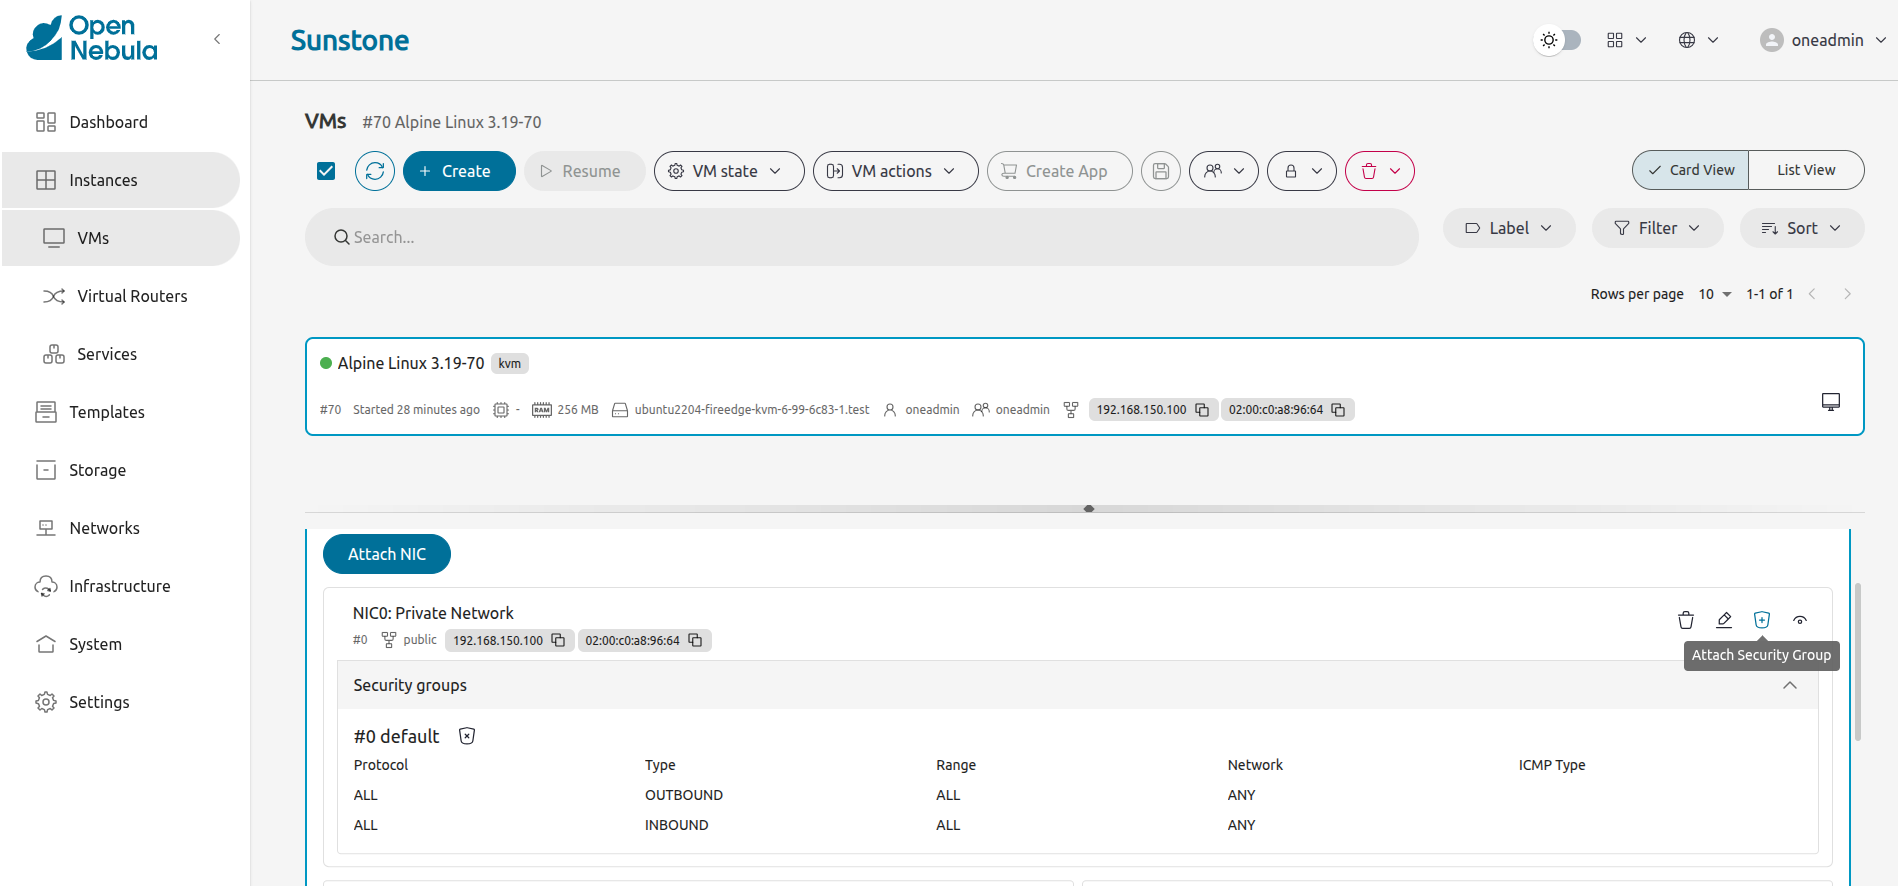 Open
Nebula
Sunstone
oneadmin
Dashboard
Instances
VMs
Virtual Routers
Services
Templates
Storage
Networks
Infrastructure
System
Settings
VMs #70 Alpine Linux 3.19-70
+ Create Resume VM state VM actions Create App Card View List View
Search... Label Filter Sort
Rows per page 10 1-1 of 1
Alpine Linux 3.19-70 kvm
#70 Started 28 minutes ago - RAM 256 MB ubuntu2204-fireedge-kvm-6-99-6c83-1.test oneadmin oneadmin 192.168.150.100 02:00:c0:a8:96:64
Attach NIC
NIC0: Private Network
#0 public 192.168.150.100 02:00:c0:a8:96:64
Attach Security Group
Security groups
#0 default
Protocol Type Range Network ICMP Type
ALL OUTBOUND ALL ANY
ALL INBOUND ALL ANY